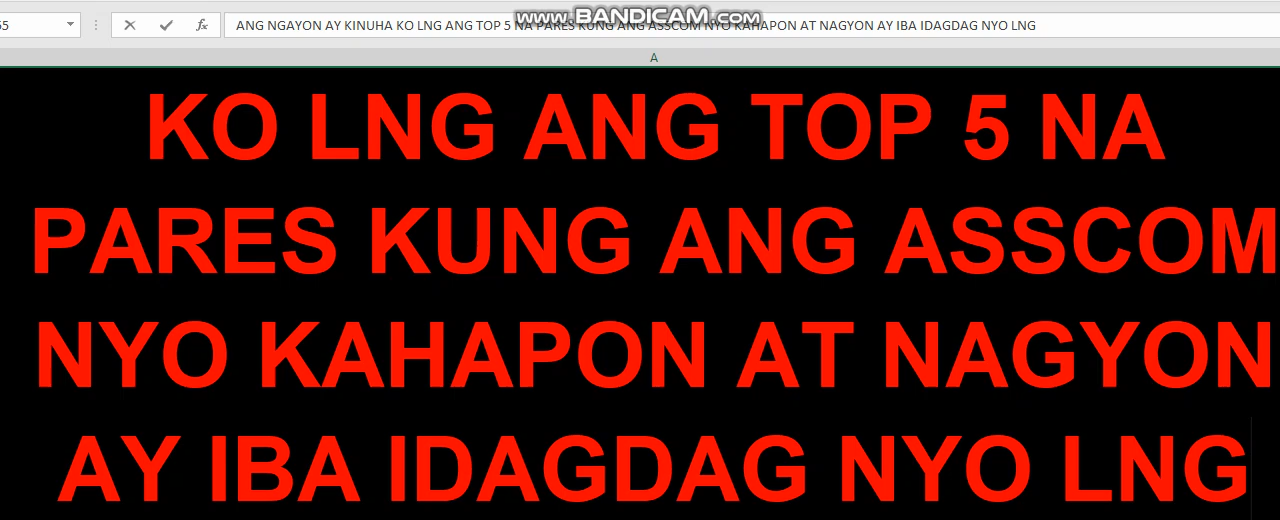 www.BANDICAM.com
55 fx ANG NGAYON AY KINUHA KO LNG ANG TOP 5 NA PARES KUNG ANG ASSCOM NYO KAHAPON AT NAGYON AY IBA IDAGDAG NYO LNG
A
KO LNG ANG TOP 5 NA
PARES KUNG ANG ASSCOM
NYO KAHAPON AT NAGYON
AY IBA IDAGDAG NYO LNG